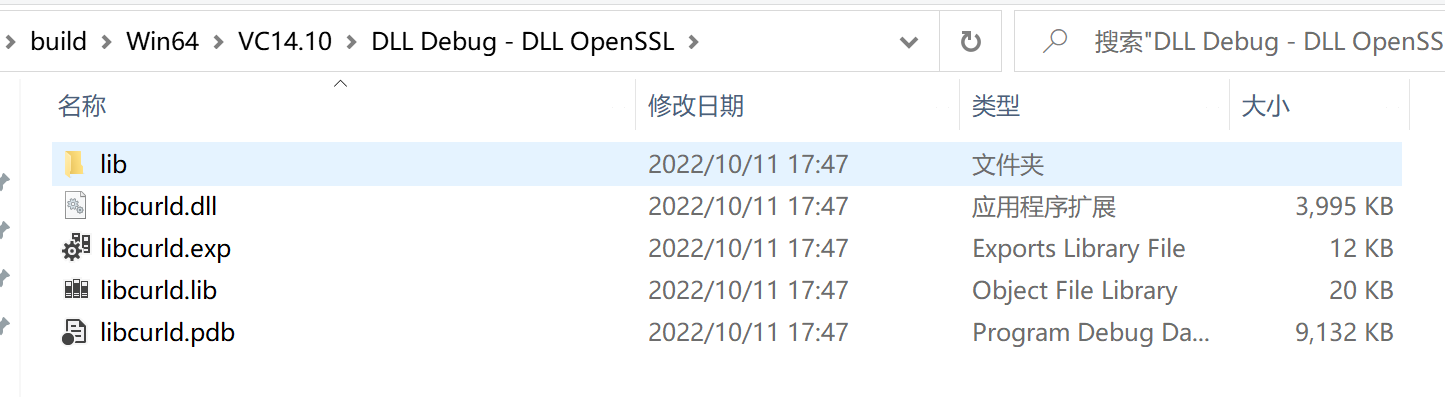 build Win64 VC14.10 DLL Debug - DLL OpenSSL 搜索"DLL Debug - DLL OpenSS
名称 修改日期 类型 大小
lib 2022/10/11 17:47 文件夹
libcurld.dll 2022/10/11 17:47 应用程序扩展 3,995 KB
libcurld.exp 2022/10/11 17:47 Exports Library File 12 KB
libcurld.lib 2022/10/11 17:47 Object File Library 20 KB
libcurld.pdb 2022/10/11 17:47 Program Debug Da... 9,132 KB